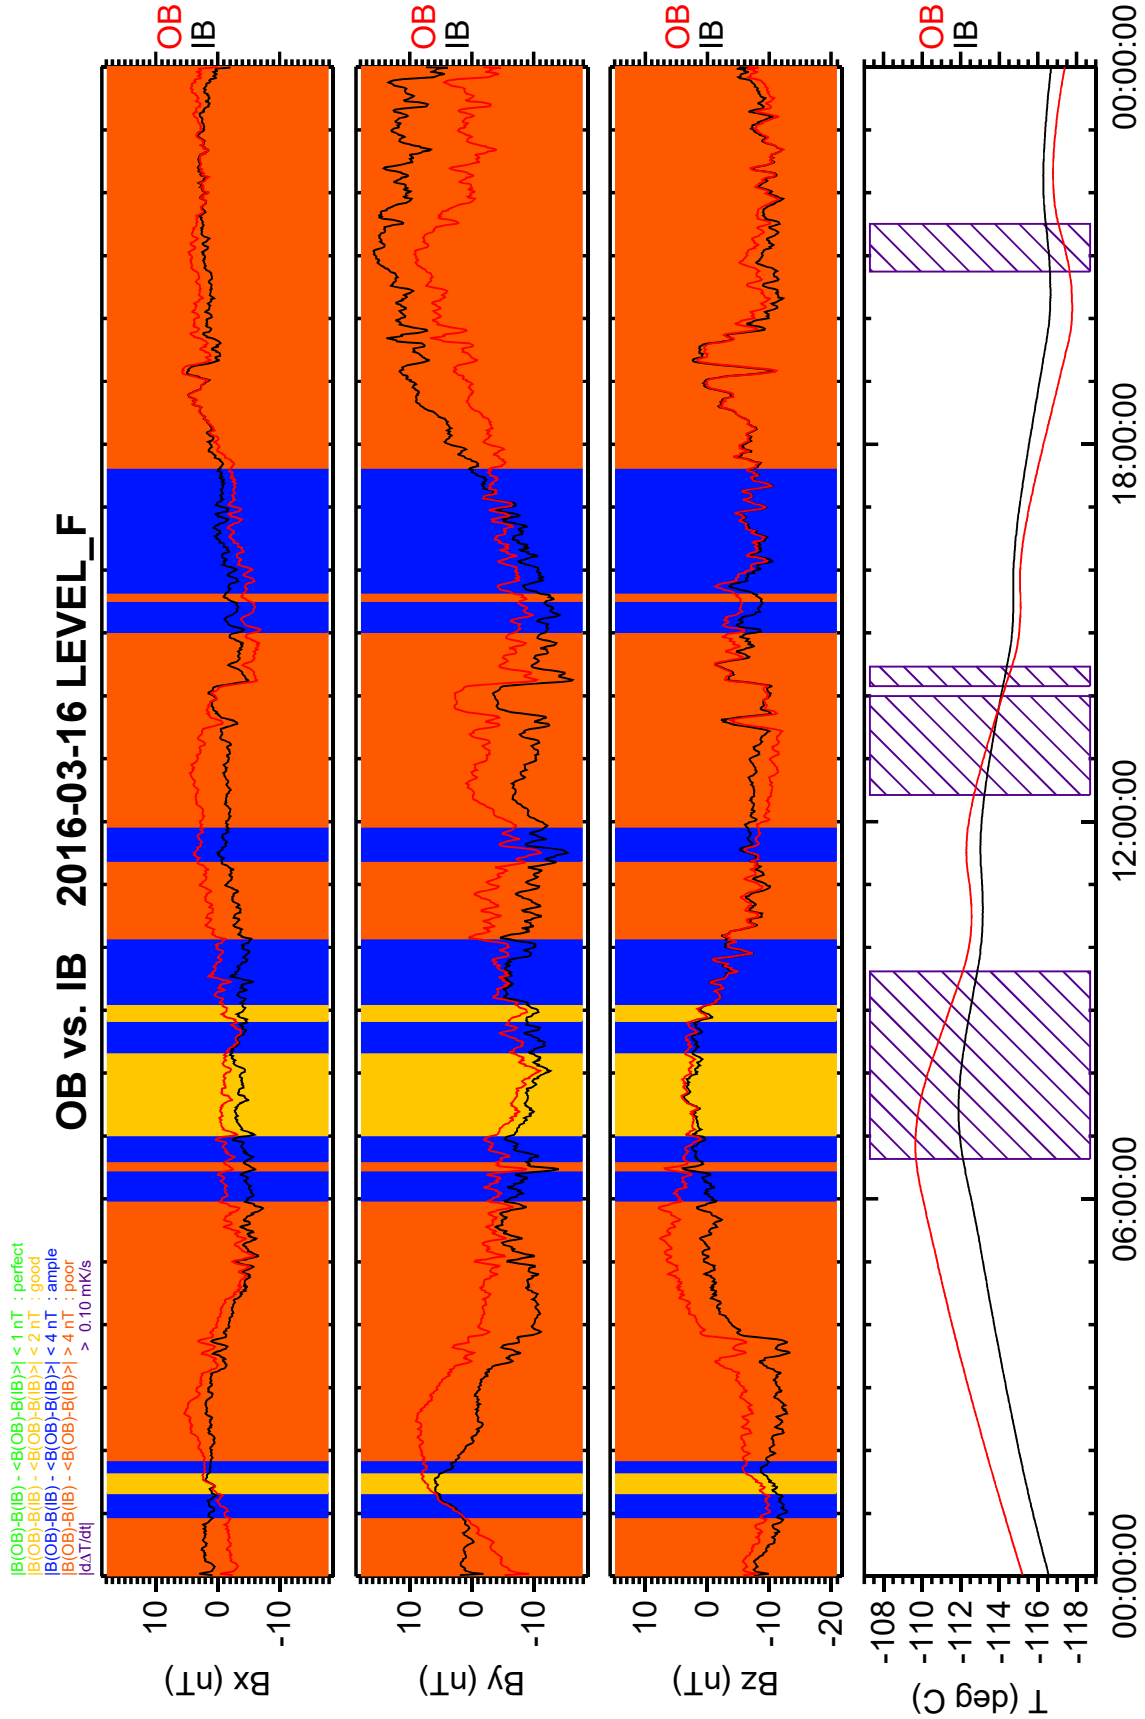 |B(OB)-B(IB) - <B(OB)-B(IB)>| < 1 nT : perfect
|B(OB)-B(IB) - <B(OB)-B(IB)>| < 2 nT : good
|B(OB)-B(IB) - <B(OB)-B(IB)>| < 4 nT : ample
|B(OB)-B(IB) - <B(OB)-B(IB)>| > 4 nT : poor
|dΔT/dt| > 0.10 mK/s
OB vs. IB 2016-03-16 LEVEL_F
Bx (nT)
10
0
-10
OB
IB
By (nT)
10
0
-10
OB
IB
Bz (nT)
10
0
-10
-20
OB
IB
T (deg C)
-108
-110
-112
-114
-116
-118
OB
IB
00:00:00 06:00:00 12:00:00 18:00:00 00:00:00